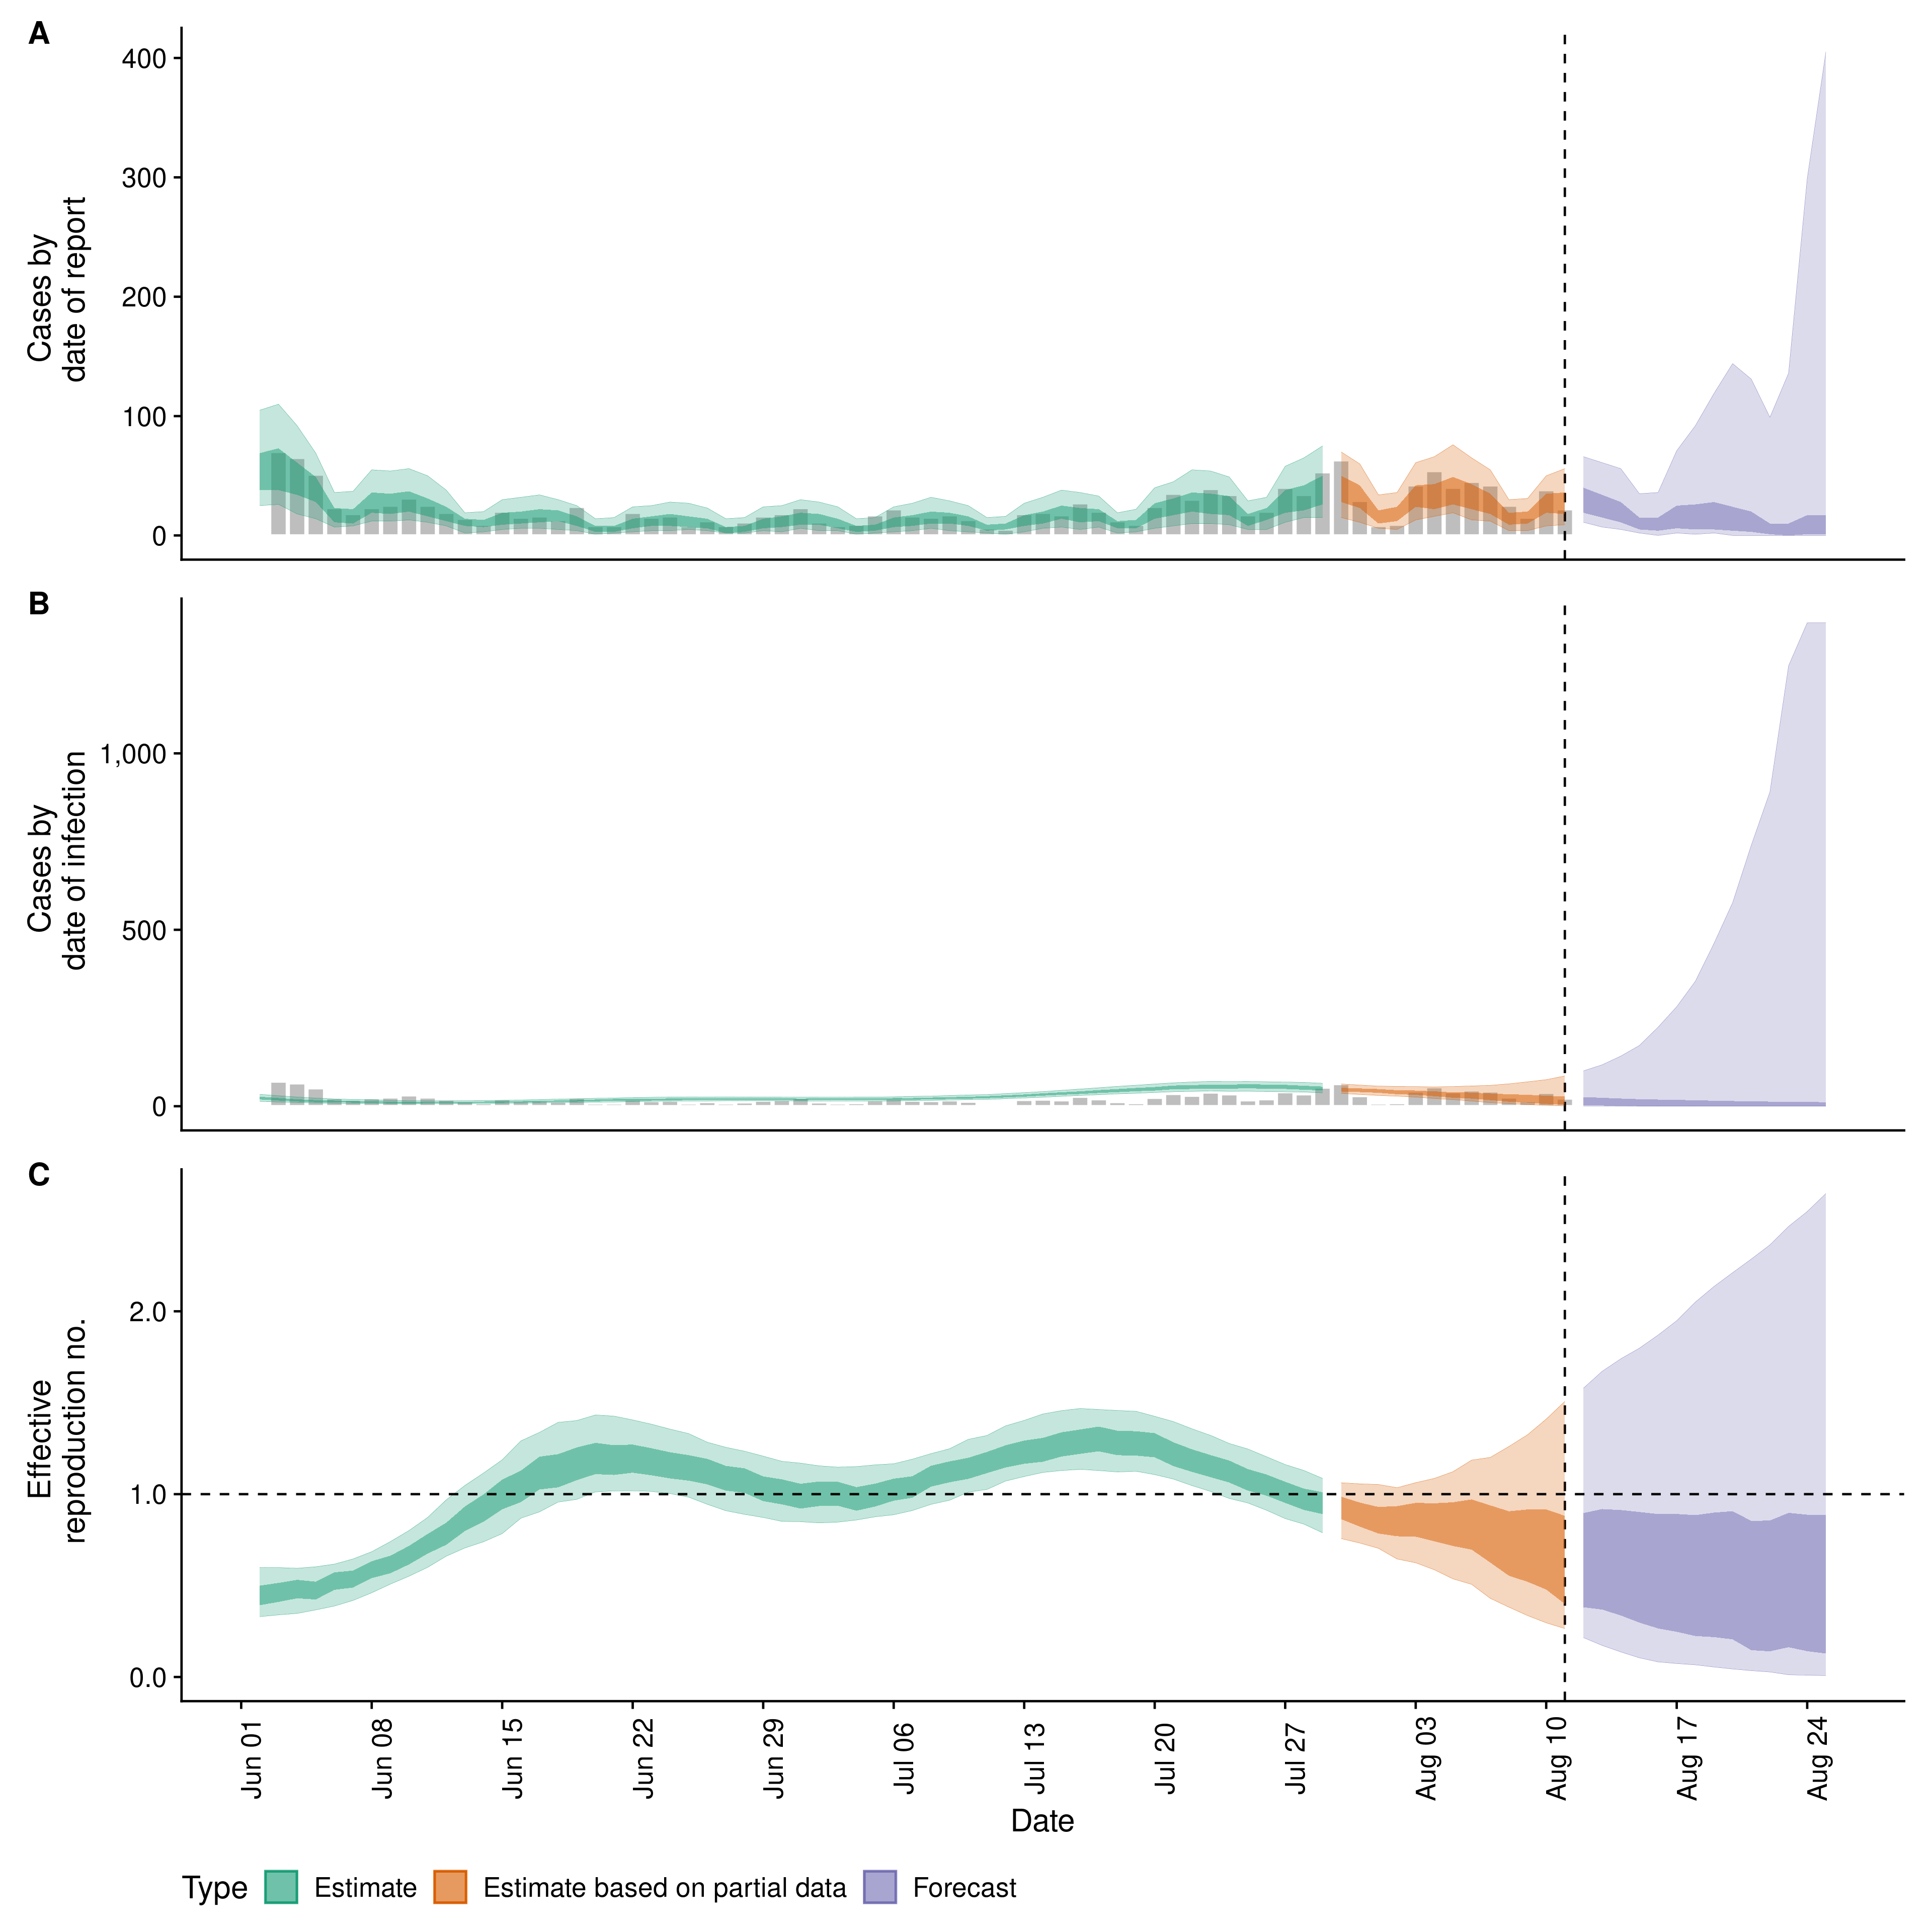 A
Cases by
date of report
400
300
200
100
0
B
Cases by
date of infection
1,000
500
0
C
Effective
reproduction no.
2.0
1.0
0.0
Jun 01
Jun 08
Jun 15
Jun 22
Jun 29
Jul 06
Jul 13
Jul 20
Jul 27
Aug 03
Aug 10
Aug 17
Aug 24
Date
Type Estimate Estimate based on partial data Forecast